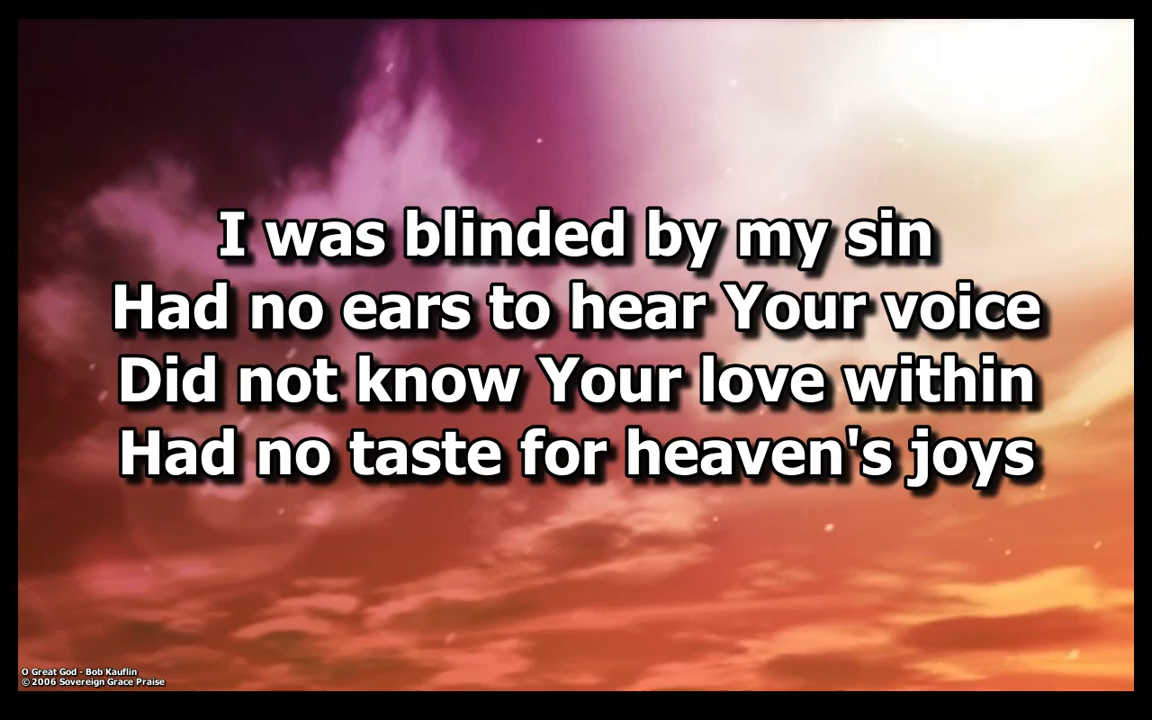 I was blinded by my sin
Had no ears to hear Your voice
Did not know Your love within
Had no taste for heaven's joys
O Great God - Bob Kauflin
© 2006 Sovereign Grace Praise